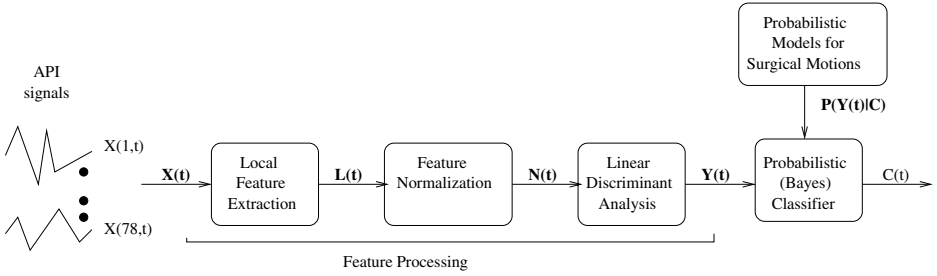 Probabilistic
Models for
Surgical Motions
API
signals
P(Y(t)|C)
X(1,t)
X(78,t)
X(t)
Local
Feature
Extraction
L(t)
Feature
Normalization
N(t)
Linear
Discriminant
Analysis
Y(t)
Probabilistic
(Bayes)
Classifier
C(t)
Feature Processing